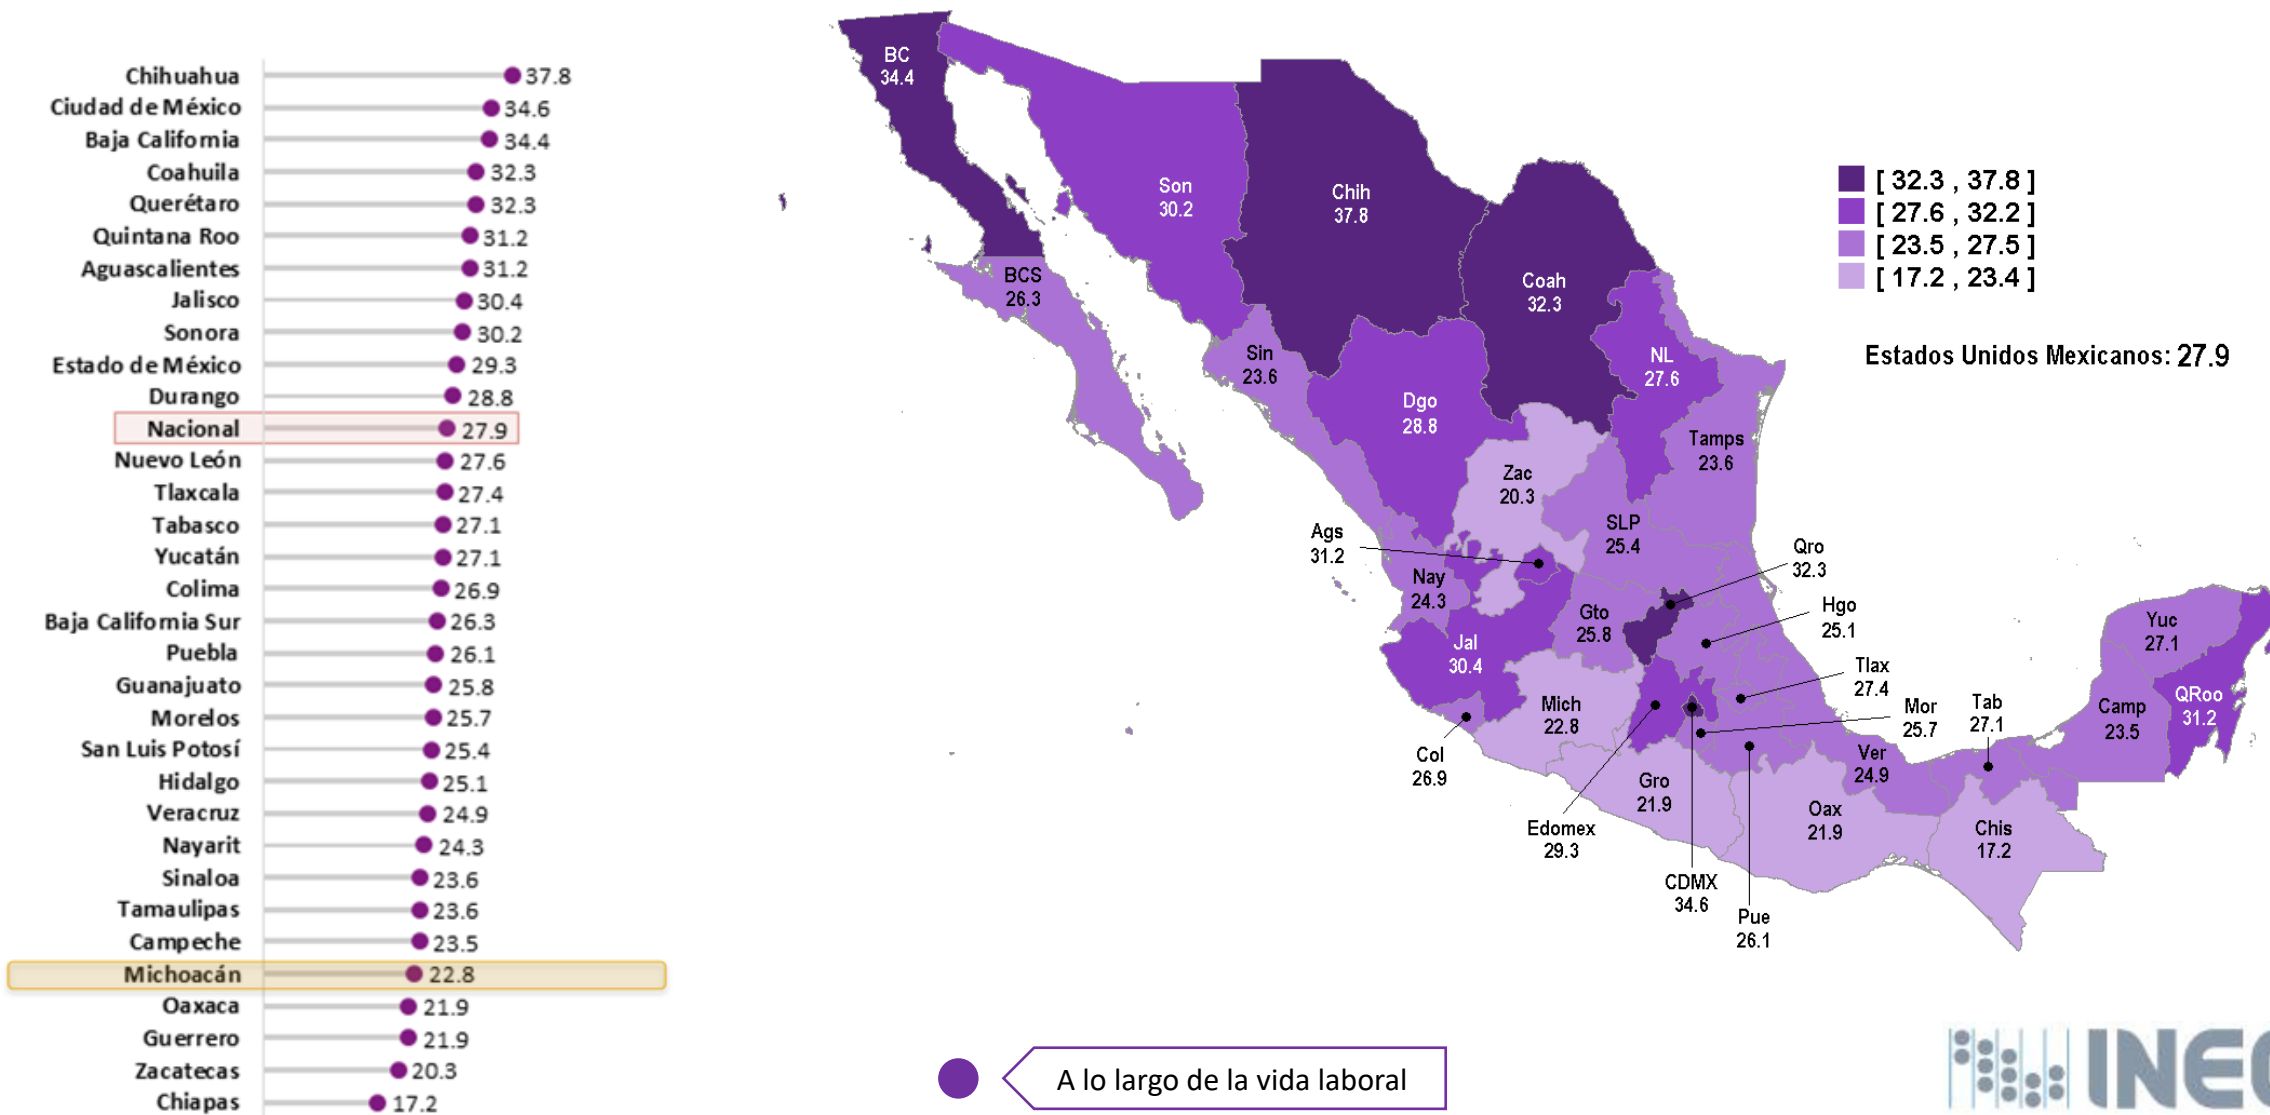 Chihuahua 37.8
Ciudad de México 34.6
Baja California 34.4
Coahuila 32.3
Querétaro 32.3
Quintana Roo 31.2
Aguascalientes 31.2
Jalisco 30.4
Sonora 30.2
Estado de México 29.3
Durango 28.8
Nacional 27.9
Nuevo León 27.6
Tlaxcala 27.4
Tabasco 27.1
Yucatán 27.1
Colima 26.9
Baja California Sur 26.3
Puebla 26.1
Guanajuato 25.8
Morelos 25.7
San Luis Potosí 25.4
Hidalgo 25.1
Veracruz 24.9
Nayarit 24.3
Sinaloa 23.6
Tamaulipas 23.6
Campeche 23.5
Michoacán 22.8
Oaxaca 21.9
Guerrero 21.9
Zacatecas 20.3
Chiapas 17.2
BC
34.4
Son
30.2
Chih
37.8
BCS
26.3
Coah
32.3
Sin
23.6
NL
27.6
Dgo
28.8
Tamps
23.6
Zac
20.3
SLP
25.4
Ags
31.2
Qro
32.3
Nay
24.3
Gto
25.8
Hgo
25.1
Jal
30.4
Tlax
27.4
Yuc
27.1
Mich
22.8
Mor
25.7
Tab
27.1
Camp
23.5
QRoo
31.2
Col
26.9
Ver
24.9
Gro
21.9
Oax
21.9
Chis
17.2
Edomex
29.3
CDMX
34.6
Pue
26.1
[ 32.3 , 37.8 ]
[ 27.6 , 32.2 ]
[ 23.5 , 27.5 ]
[ 17.2 , 23.4 ]
Estados Unidos Mexicanos: 27.9
A lo largo de la vida laboral
INEG